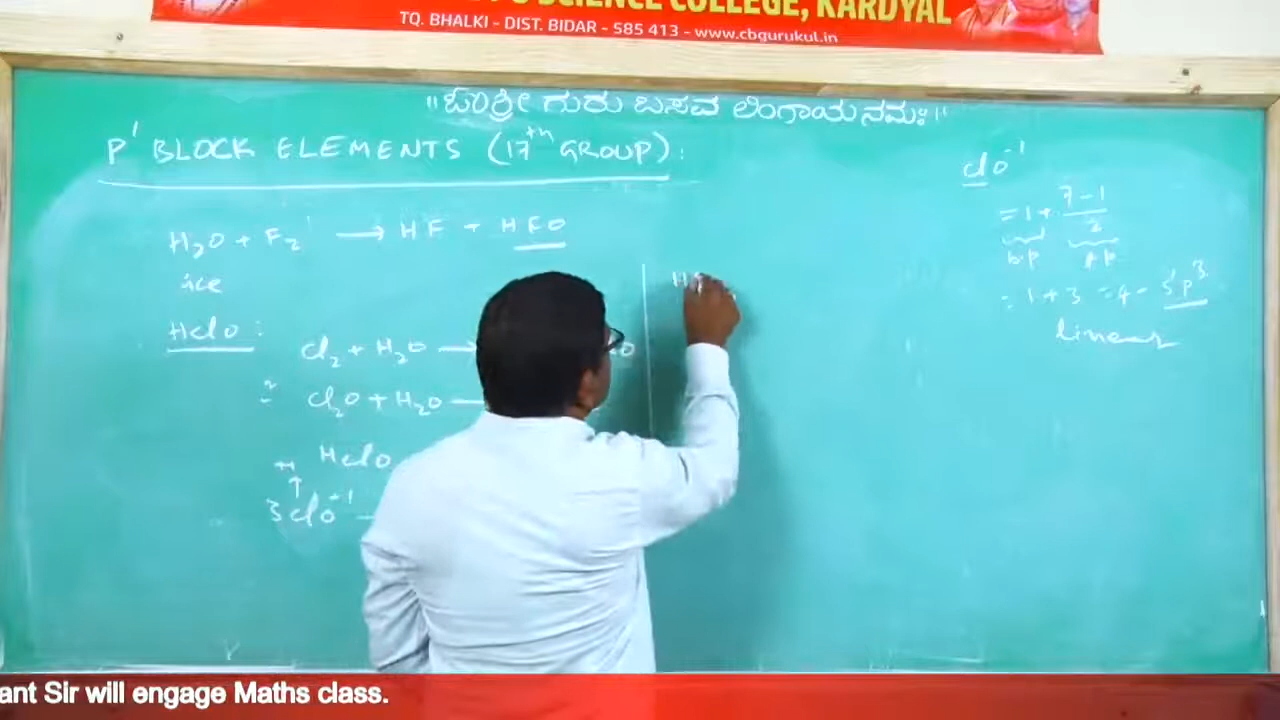 SCIENCE COLLEGE, KARDYAL
TQ. BHALKI - DIST. BIDAR - 585 413 - www.cbgurukul.in
"ಓಂಶ್ರೀ ಗುರು ಬಸವ ಲಿಂಗಾಯನಮಃ"
P' BLOCK ELEMENTS (17th GROUP):
H2O + F2 → HF + HFO
ice
HClO:
Cl2 + H2O →
Cl2O + H2O
HClO
H
↑
3ClO-1
ClO-1
= 1 + 7-1
2
b.p
= 1 + 3 = 4 - sp3
linear
ant Sir will engage Maths class.